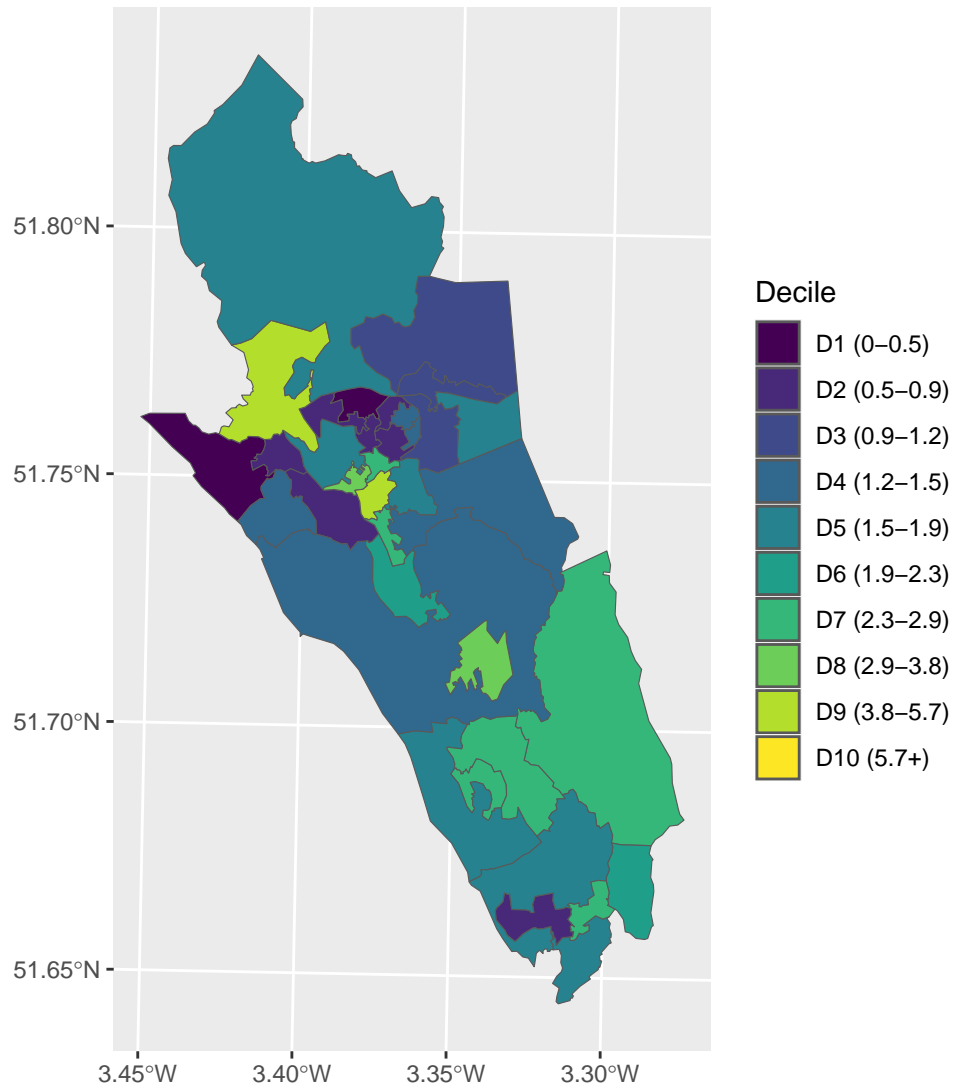 51.80°N
51.75°N
51.70°N
51.65°N
3.45°W 3.40°W 3.35°W 3.30°W
Decile
D1 (0–0.5)
D2 (0.5–0.9)
D3 (0.9–1.2)
D4 (1.2–1.5)
D5 (1.5–1.9)
D6 (1.9–2.3)
D7 (2.3–2.9)
D8 (2.9–3.8)
D9 (3.8–5.7)
D10 (5.7+)